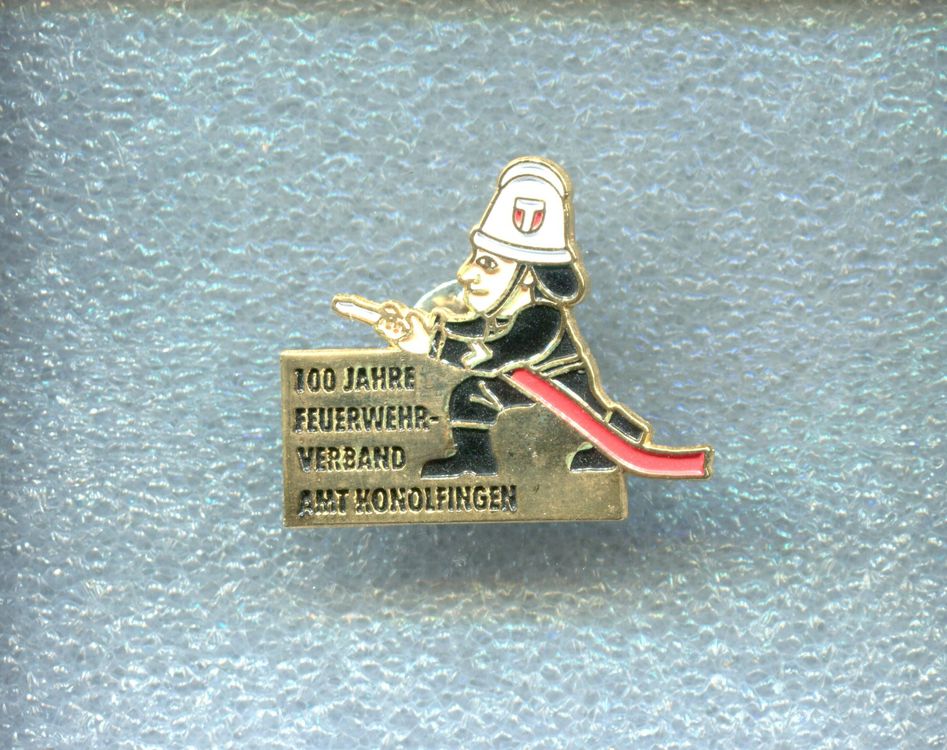 100 JAHRE
FEUERWEHR-
VERBAND
AMT KONOLFINGEN